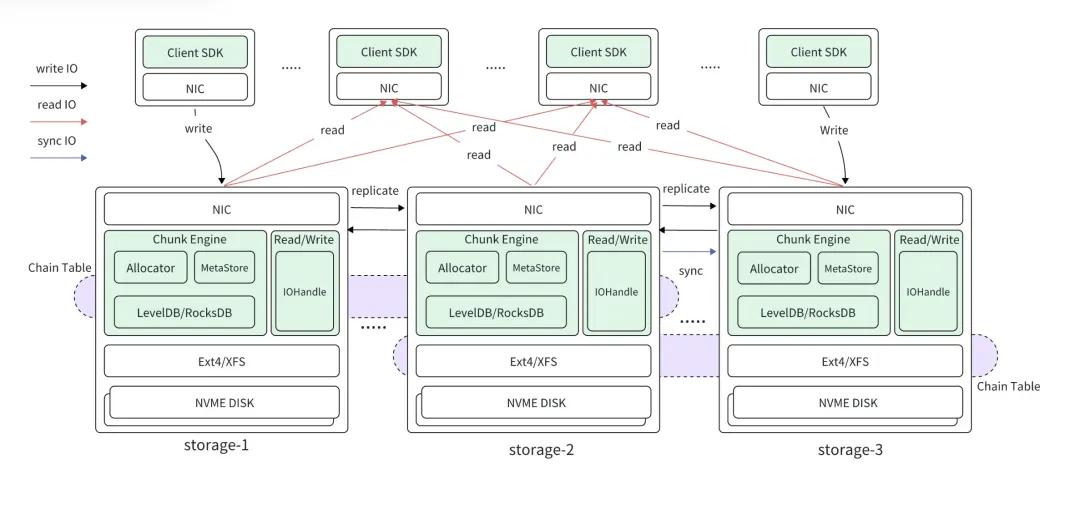 Client SDK
NIC
.....
Client SDK
NIC
.....
Client SDK
NIC
.....
Client SDK
NIC
write IO
read IO
sync IO
write
read
read
read
read
read
read
Write
replicate
replicate
NIC
NIC
NIC
Chunk Engine
Read/Write
Allocator
MetaStore
IOHandle
LevelDB/RocksDB
Chunk Engine
Read/Write
Allocator
MetaStore
IOHandle
LevelDB/RocksDB
Chunk Engine
Read/Write
Allocator
MetaStore
IOHandle
LevelDB/RocksDB
sync
Chain Table
.....
.....
Ext4/XFS
Ext4/XFS
Ext4/XFS
Chain Table
NVME DISK
NVME DISK
NVME DISK
storage-1
storage-2
storage-3